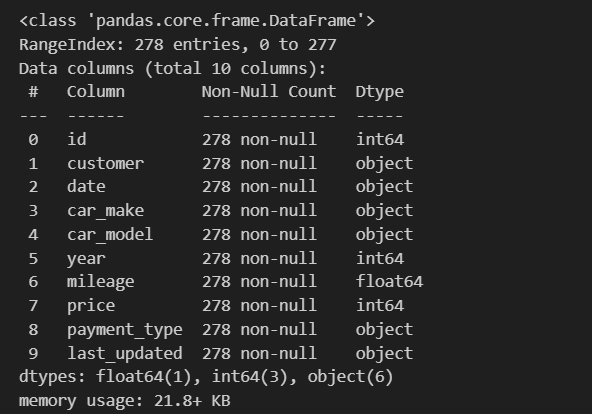 <class 'pandas.core.frame.DataFrame'>
RangeIndex: 278 entries, 0 to 277
Data columns (total 10 columns):
 #   Column        Non-Null Count  Dtype
---  ------        --------------  -----
 0   id            278 non-null    int64
 1   customer      278 non-null    object
 2   date          278 non-null    object
 3   car_make      278 non-null    object
 4   car_model     278 non-null    object
 5   year          278 non-null    int64
 6   mileage       278 non-null    float64
 7   price         278 non-null    int64
 8   payment_type  278 non-null    object
 9   last_updated  278 non-null    object
dtypes: float64(1), int64(3), object(6)
memory usage: 21.8+ KB